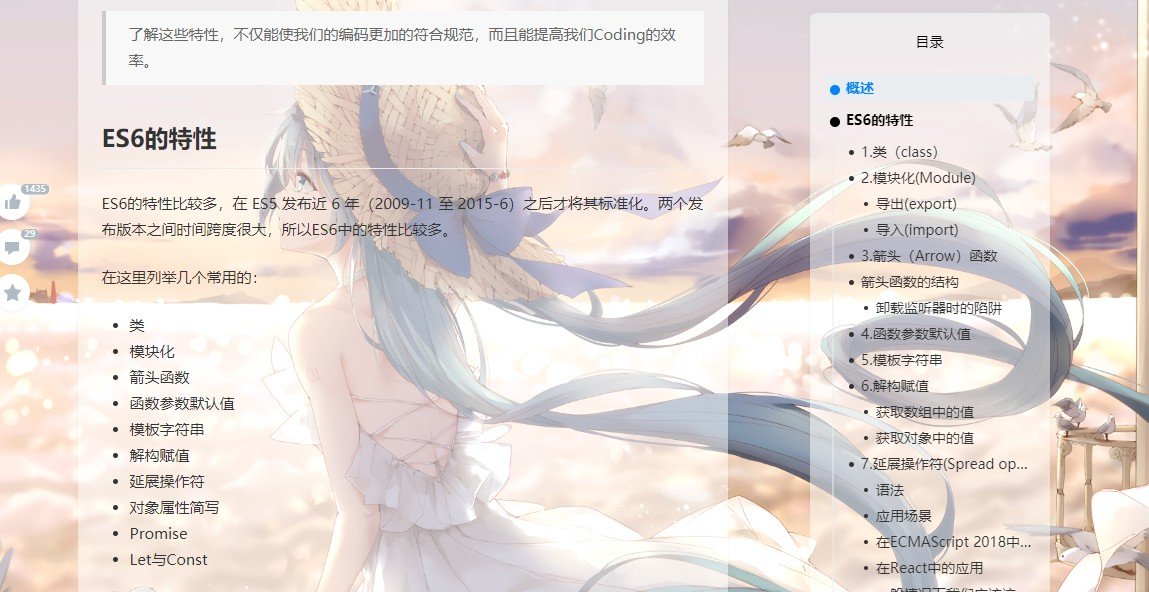 了解这些特性，不仅能使我们的编码更加的符合规范，而且能提高我们Coding的效
率。
ES6的特性
ES6的特性比较多，在 ES5 发布近 6 年（2009-11 至 2015-6）之后才将其标准化。两个发
布版本之间时间跨度很大，所以ES6中的特性比较多。
在这里列举几个常用的：
类
模块化
箭头函数
函数参数默认值
模板字符串
解构赋值
延展操作符
对象属性简写
Promise
Let与Const
1435
29
目录
概述
ES6的特性
1.类（class）
2.模块化(Module)
导出(export)
导入(import)
3.箭头（Arrow）函数
箭头函数的结构
卸载监听器时的陷阱
4.函数参数默认值
5.模板字符串
6.解构赋值
获取数组中的值
获取对象中的值
7.延展操作符(Spread op...
语法
应用场景
在ECMAScript 2018中...
在React中的应用